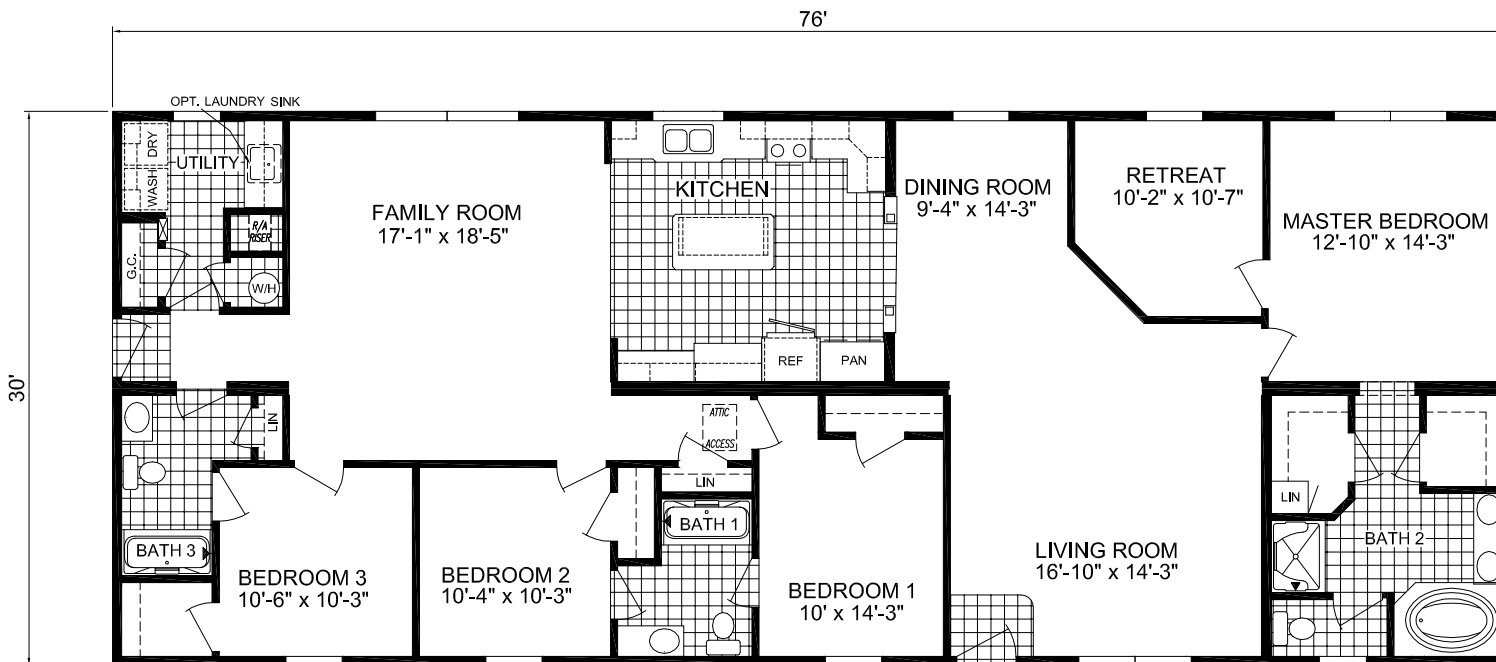 76'
30'
OPT. LAUNDRY SINK
DRY
WASH
UTILITY
R/A
RISER
G.C.
W/H
FAMILY ROOM
17'-1" x 18'-5"
KITCHEN
REF
PAN
DINING ROOM
9'-4" x 14'-3"
RETREAT
10'-2" x 10'-7"
MASTER BEDROOM
12'-10" x 14'-3"
LIN
ATTIC
ACCESS
LIN
BATH 1
BATH 3
BEDROOM 3
10'-6" x 10'-3"
BEDROOM 2
10'-4" x 10'-3"
BEDROOM 1
10' x 14'-3"
LIVING ROOM
16'-10" x 14'-3"
LIN
BATH 2